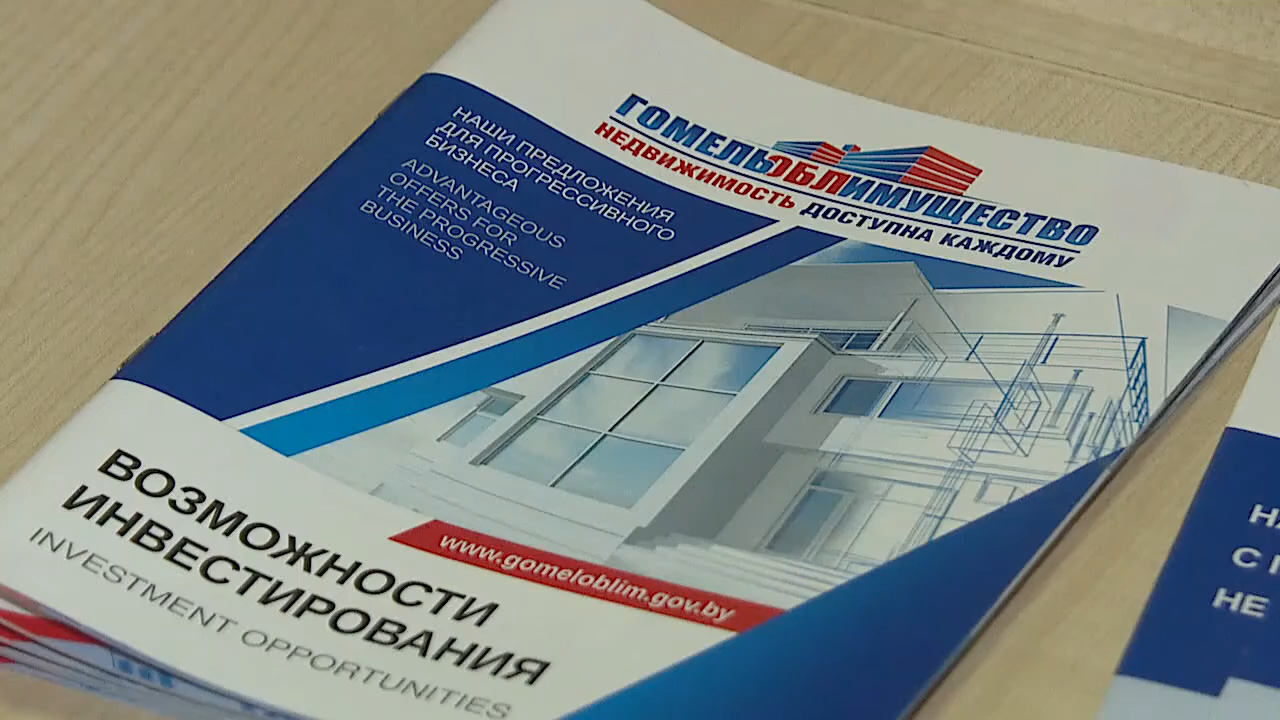 ГОМЕЛЬОБЛИМУЩЕСТВО
НЕДВИЖИМОСТЬ ДОСТУПНА КАЖДОМУ
НАШИ ПРЕДЛОЖЕНИЯ
ДЛЯ ПРОГРЕССИВНОГО
БИЗНЕСА
ADVANTAGEOUS
OFFERS FOR
THE PROGRESSIVE
BUSINESS
www.gomeloblim.gov.by
ВОЗМОЖНОСТИ
ИНВЕСТИРОВАНИЯ
INVESTMENT OPPORTUNITIES
НЕ